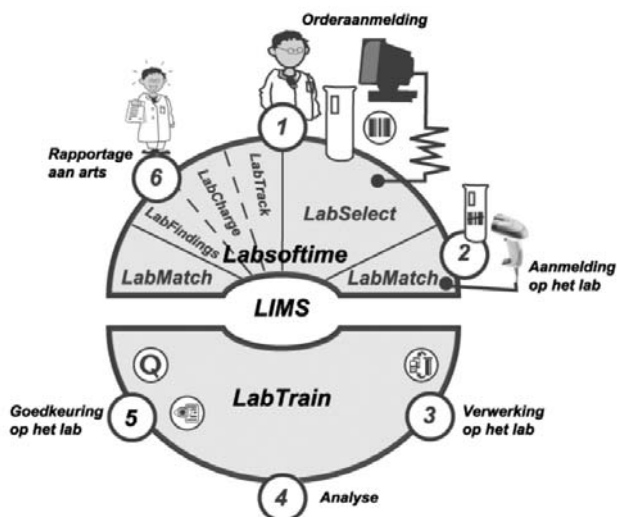 Orderaanmelding
1
Rapportage
aan arts
6
LabTrack
LabCharge
LabFindings
LabSelect
Labsoftime
LabMatch
LabMatch
2
Aanmelding
op het lab
LIMS
Q
LabTrain
Goedkeuring
op het lab
5
3
Verwerking
op het lab
4
Analyse